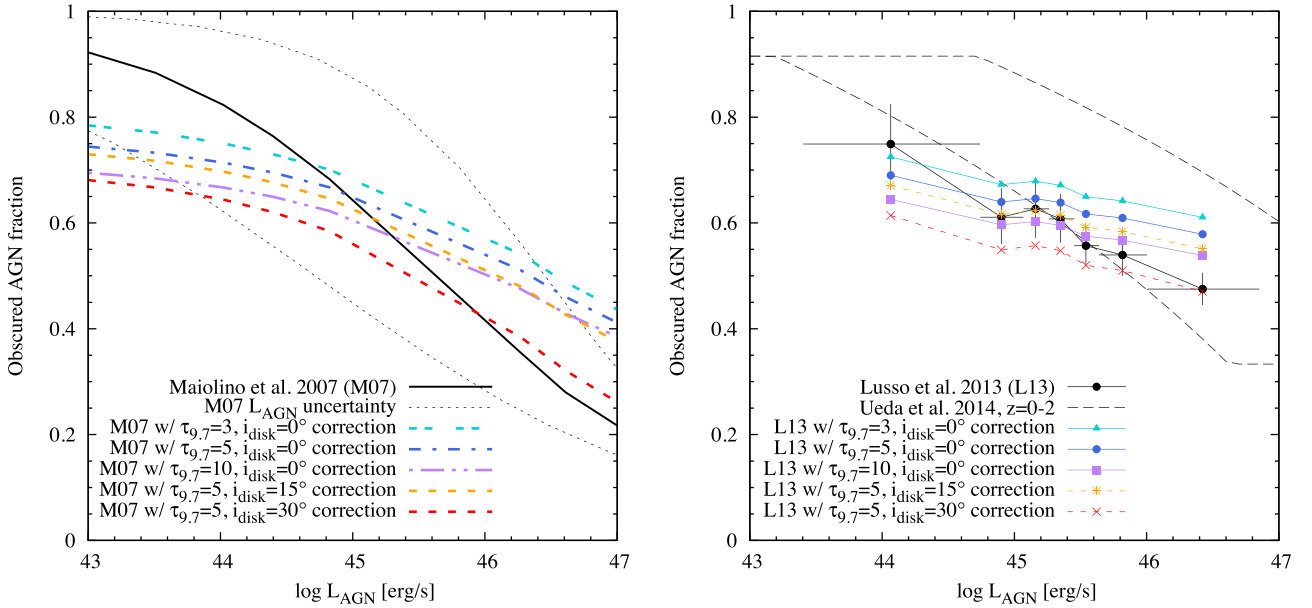 1
0.8
0.6
0.4
0.2
0
Obscured AGN fraction
43
44
45
46
47
log L_AGN [erg/s]
Maiolino et al. 2007 (M07)
M07 L_AGN uncertainty
M07 w/ τ_9.7=3, i_disk=0° correction
M07 w/ τ_9.7=5, i_disk=0° correction
M07 w/ τ_9.7=10, i_disk=0° correction
M07 w/ τ_9.7=5, i_disk=15° correction
M07 w/ τ_9.7=5, i_disk=30° correction
1
0.8
0.6
0.4
0.2
0
Obscured AGN fraction
43
44
45
46
47
log L_AGN [erg/s]
Lusso et al. 2013 (L13)
Ueda et al. 2014, z=0-2
L13 w/ τ_9.7=3, i_disk=0° correction
L13 w/ τ_9.7=5, i_disk=0° correction
L13 w/ τ_9.7=10, i_disk=0° correction
L13 w/ τ_9.7=5, i_disk=15° correction
L13 w/ τ_9.7=5, i_disk=30° correction